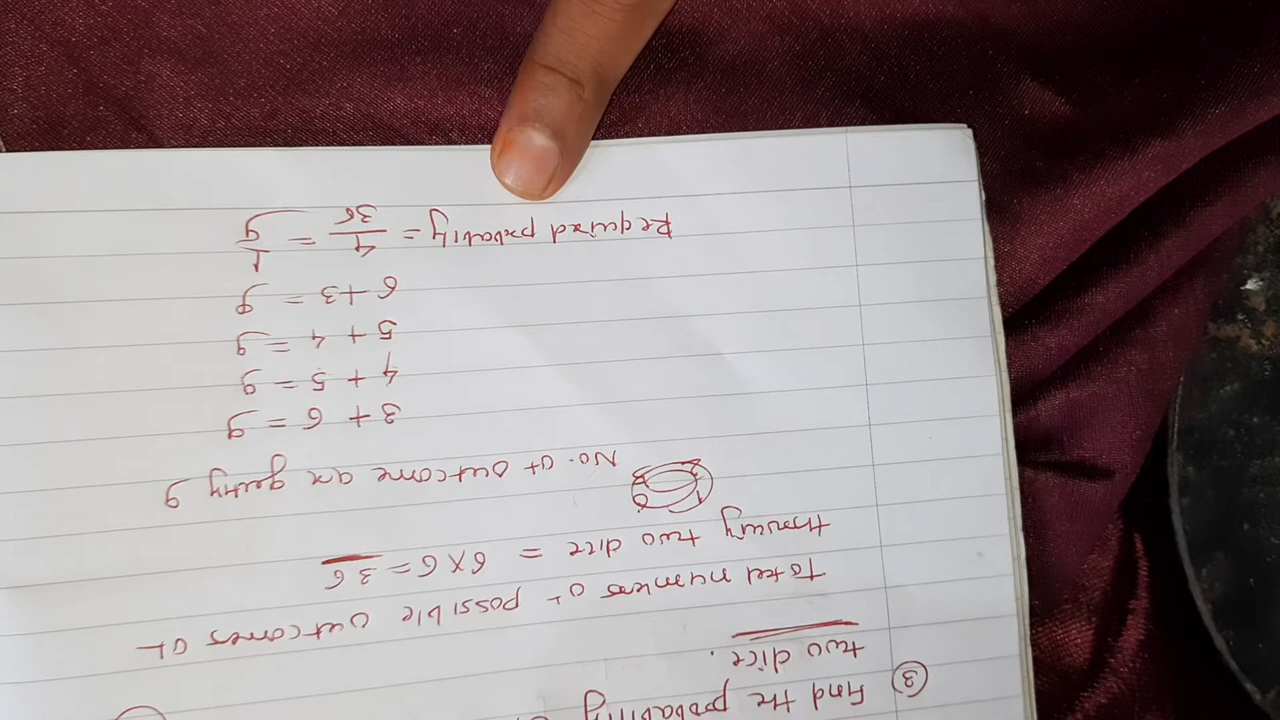 ③ Find the probability
two dice.
Total numbers of possible outcomes of
throwing two dice = 6 x 6 = 36
No. of outcome are getting 9
3 + 6 = 9
4 + 5 = 9
5 + 4 = 9
6 + 3 = 9
Required probability = 4/36 = 1/9